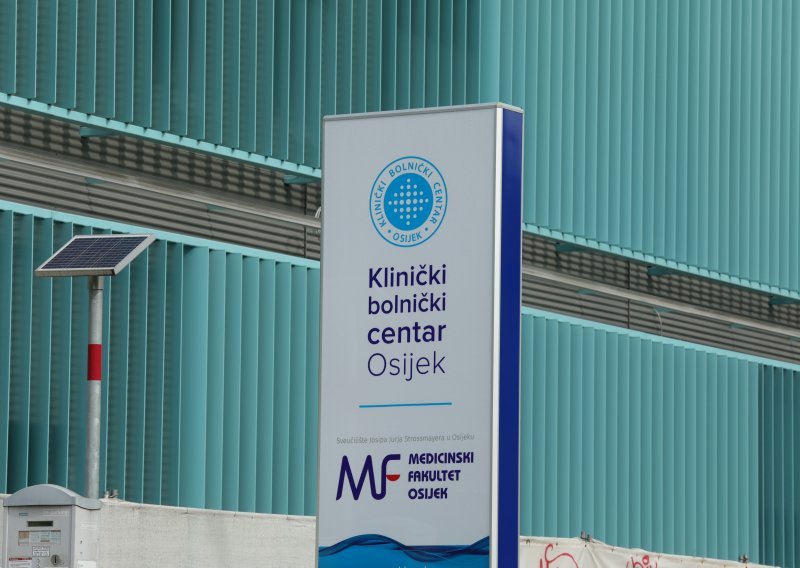 KLINIČKI BOLNIČKI CENTAR
• OSIJEK •
Klinički
bolnički
centar
Osijek
Sveučilište Josipa Jurja Strossmayera u Osijeku
MF MEDICINSKI
FAKULTET
OSIJEK